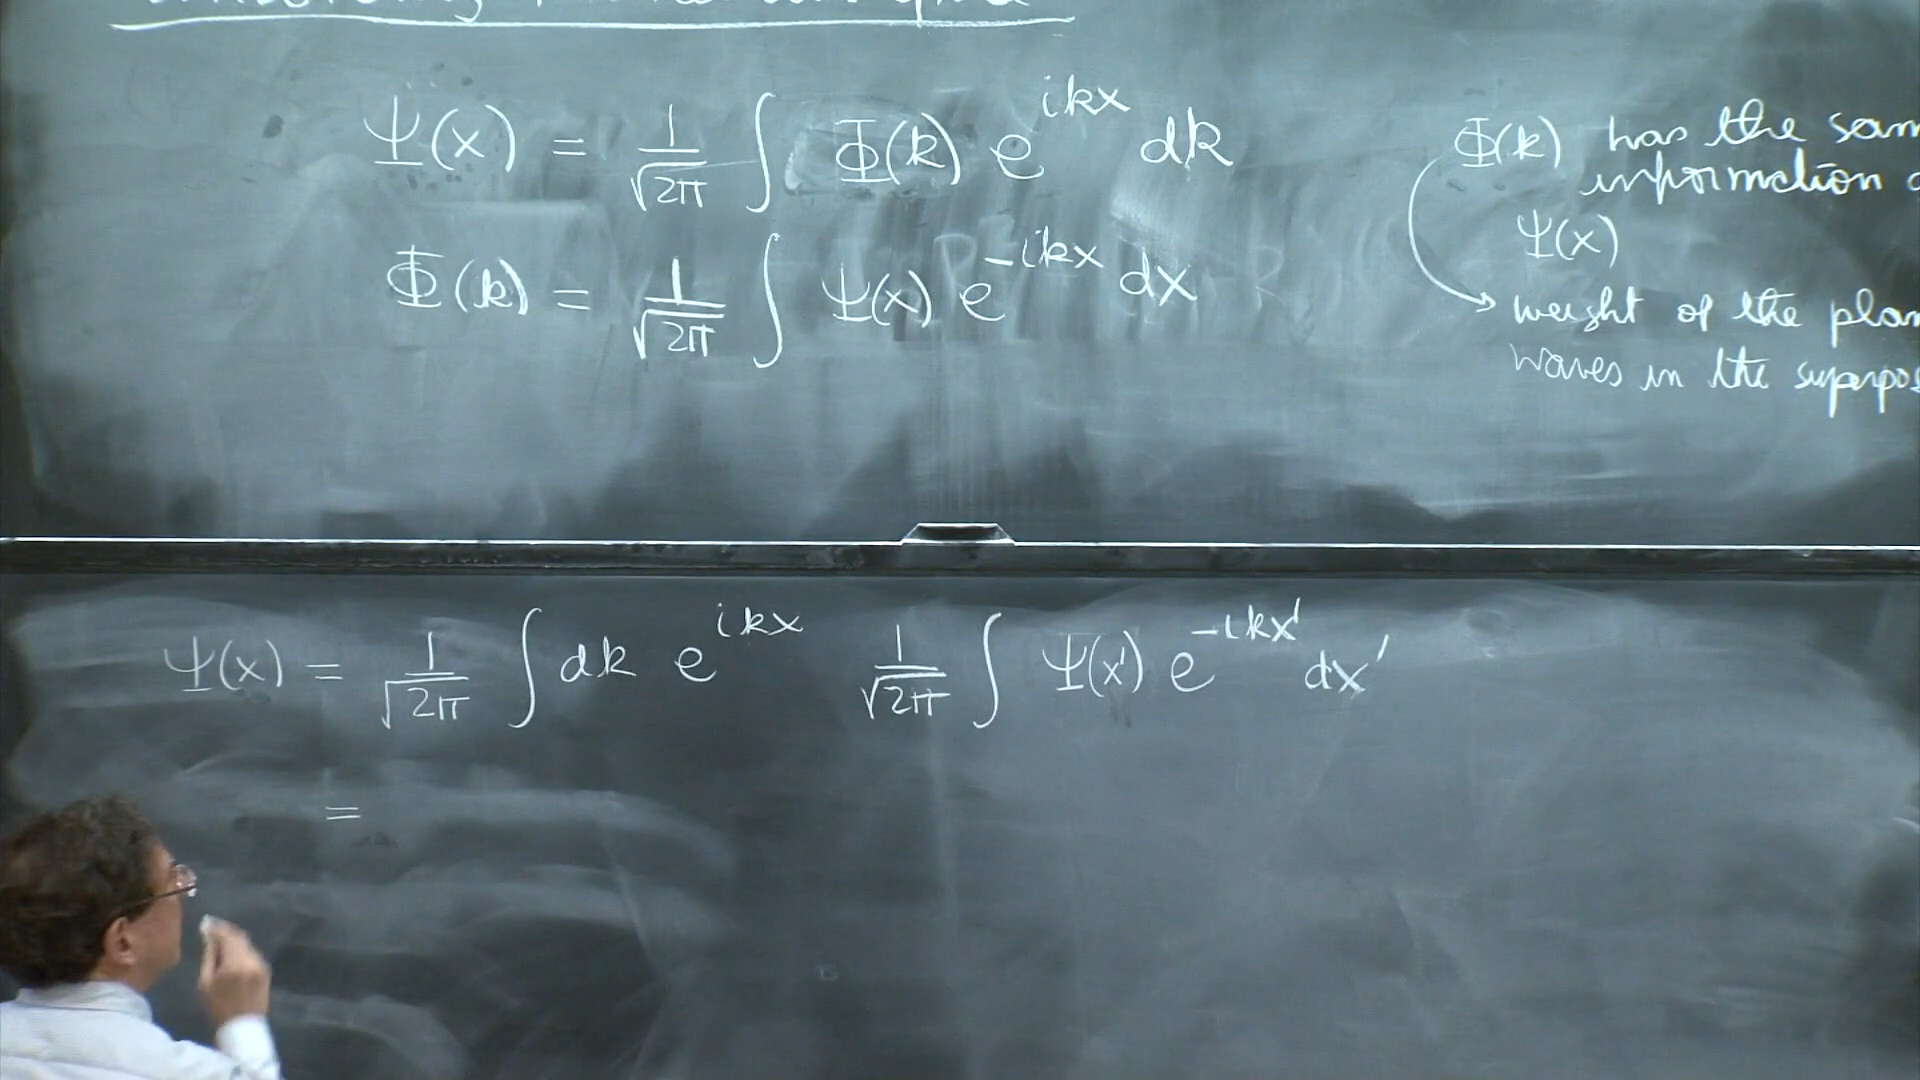 Ψ(x) = 1/√2π ∫ Φ(k) e^{ikx} dk
Φ(k) = 1/√2π ∫ Ψ(x) e^{-ikx} dx
Φ(k) has the
information
Ψ(x)
weight of the
waves in the
Ψ(x) = 1/√2π ∫ dk e^{ikx} 1/√2π ∫ Ψ(x') e^{-ikx'} dx'
=